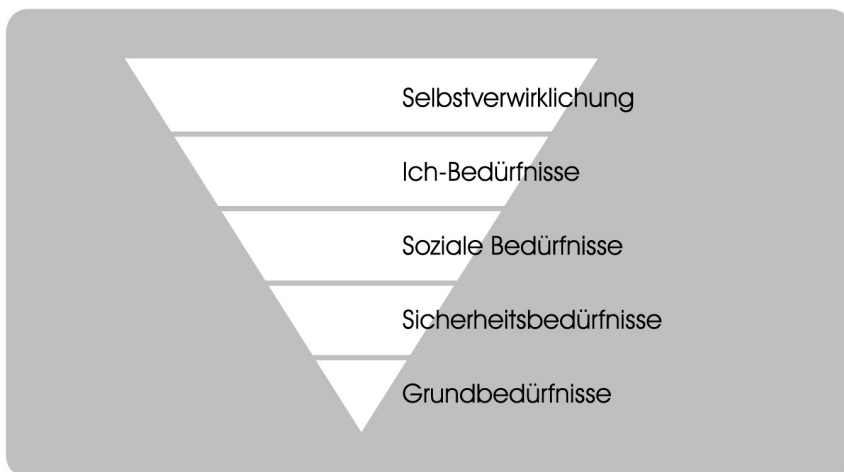 Selbstverwirklichung
Ich-Bedürfnisse
Soziale Bedürfnisse
Sicherheitsbedürfnisse
Grundbedürfnisse